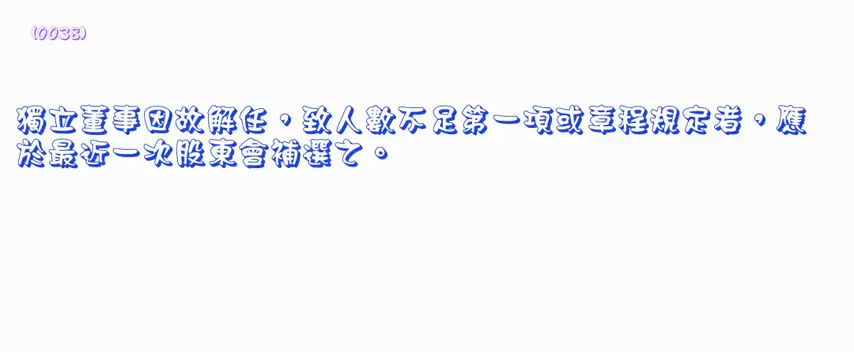 (0038)
獨立董事因故解任，致人數不足第一項或章程規定者，應
於最近一次股東會補選之。